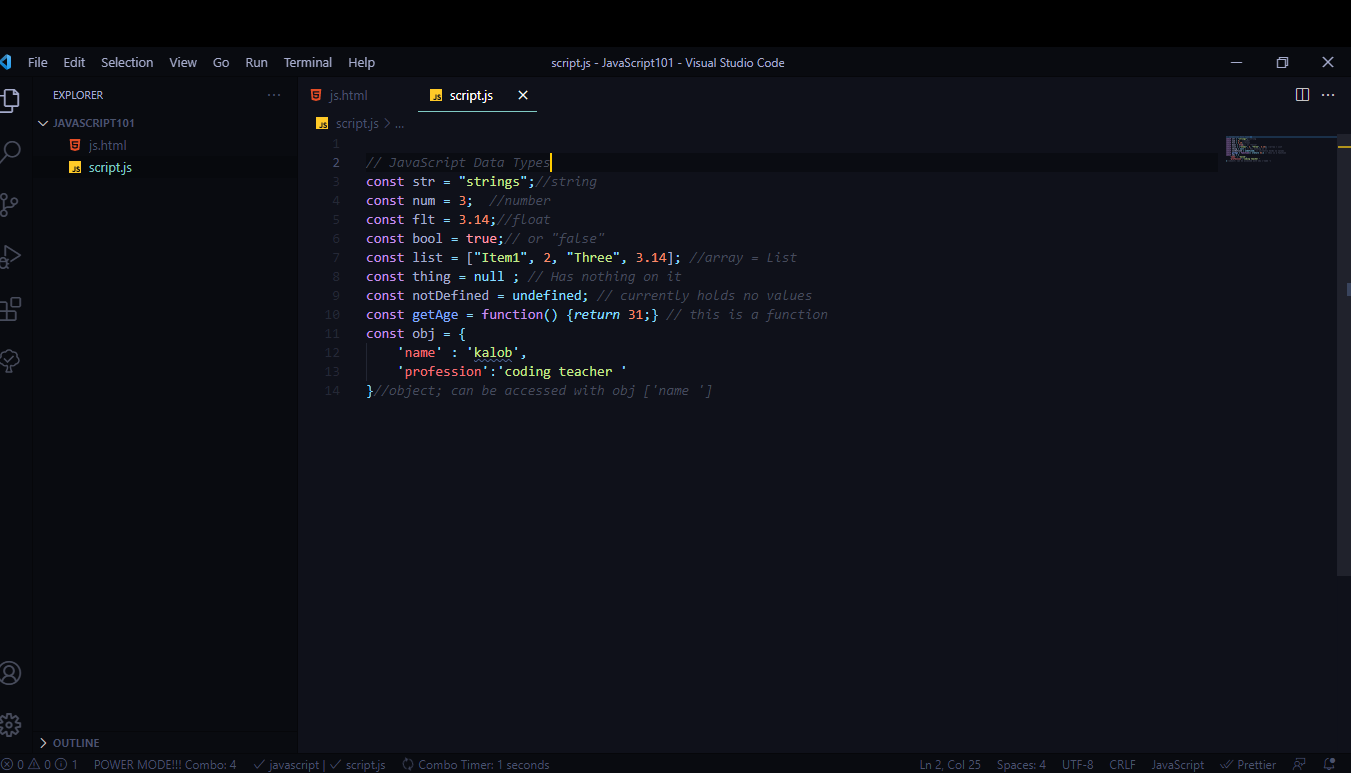 File Edit Selection View Go Run Terminal Help
script.js - JavaScript101 - Visual Studio Code
EXPLORER ···
JAVASCRIPT101
js.html
script.js
OUTLINE
js.html
JS script.js ×
JS script.js > ...
1
2 // JavaScript Data Types
3 const str = "strings";//string
4 const num = 3;  //number
5 const flt = 3.14;//float
6 const bool = true;// or "false"
7 const list = ["Item1", 2, "Three", 3.14]; //array = List
8 const thing = null ; // Has nothing on it
9 const notDefined = undefined; // currently holds no values
10 const getAge = function() {return 31;} // this is a function
11 const obj = {
12     'name' : 'kalob',
13     'profession':'coding teacher '
14 }//object; can be accessed with obj ['name ']
0 0 1 POWER MODE!!! Combo: 4 javascript | script.js Combo Timer: 1 seconds Ln 2, Col 25 Spaces: 4 UTF-8 CRLF JavaScript Prettier